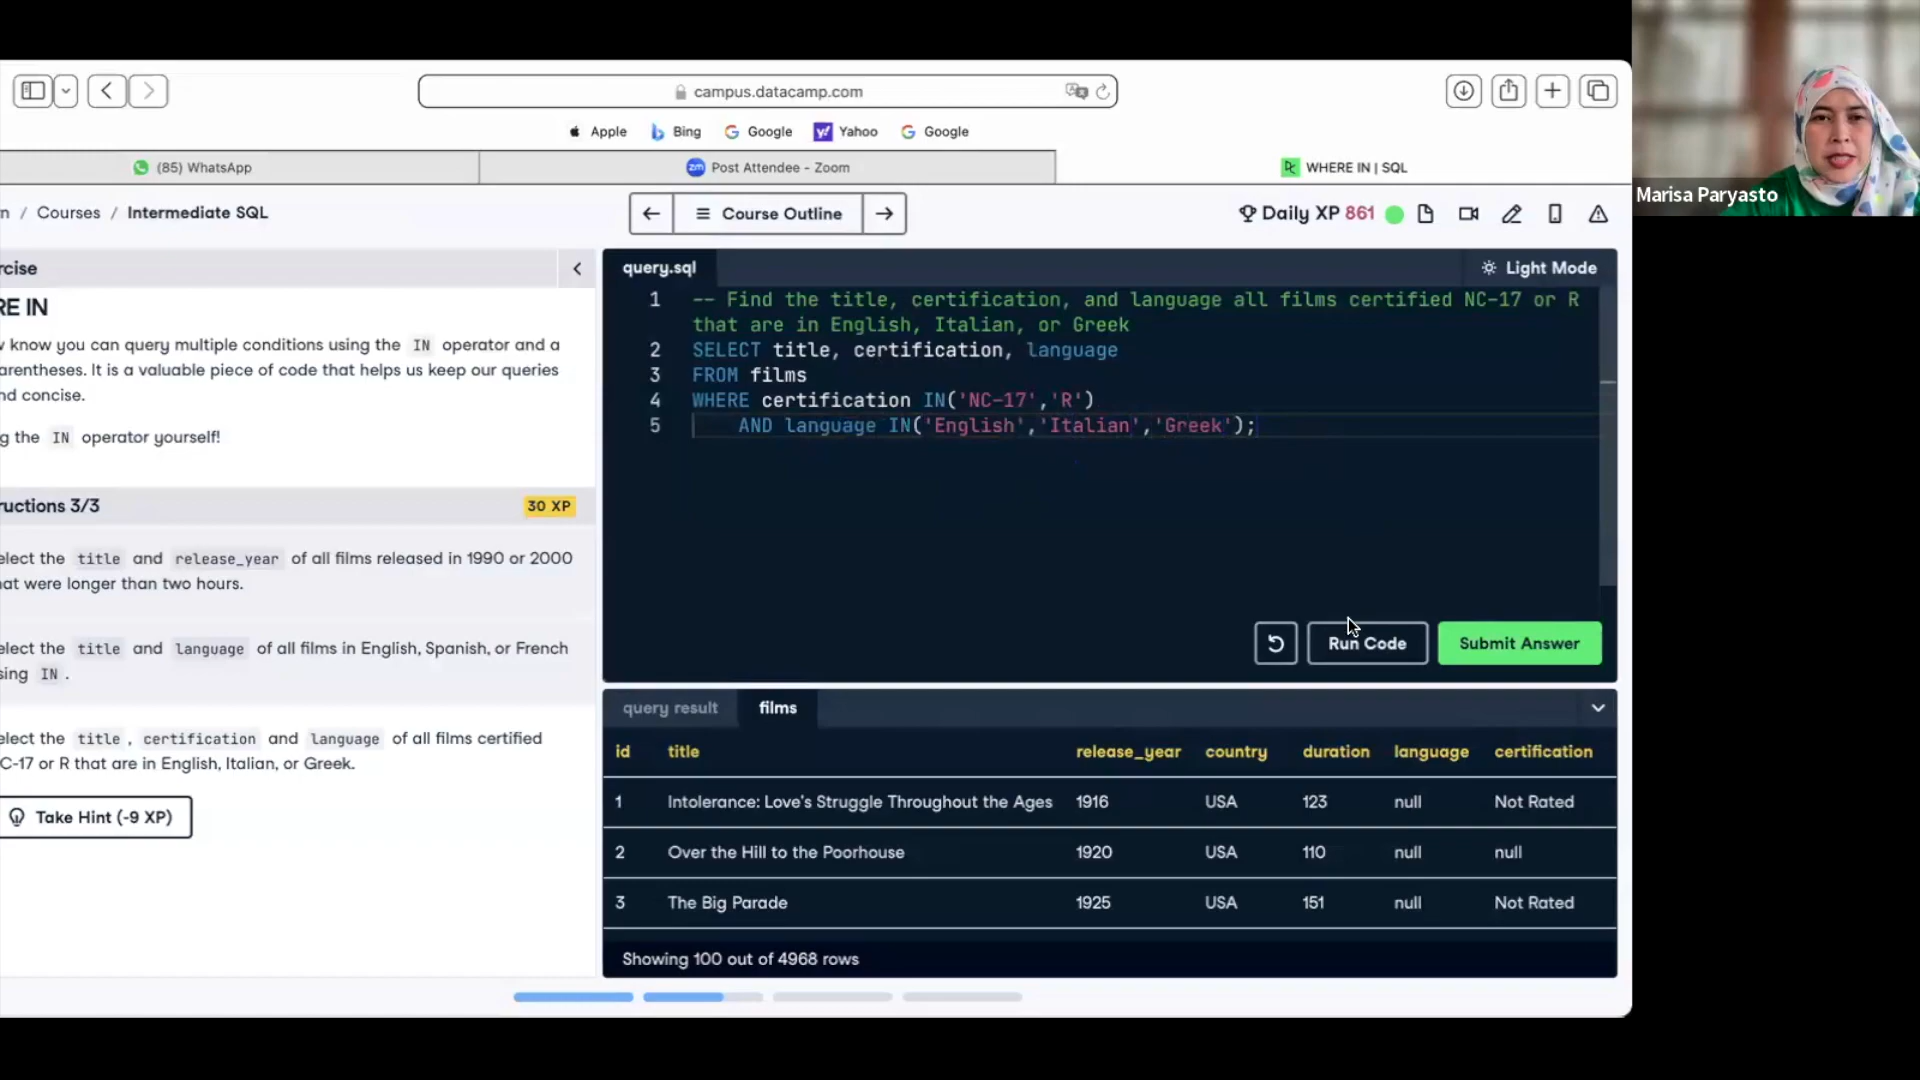 campus.datacamp.com
Apple
Bing
Google
Yahoo
Google
(85) WhatsApp
Post Attendee - Zoom
WHERE IN | SQL
Marisa Paryasto
n / Courses / Intermediate SQL
Course Outline
Daily XP 861
rcise
RE IN
w know you can query multiple conditions using the IN operator and a
arentheses. It is a valuable piece of code that helps us keep our queries
nd concise.
g the IN operator yourself!
ructions 3/3
30 XP
elect the title and release_year of all films released in 1990 or 2000
hat were longer than two hours.
elect the title and language of all films in English, Spanish, or French
sing IN .
elect the title , certification and language of all films certified
C-17 or R that are in English, Italian, or Greek.
Take Hint (-9 XP)
query.sql
Light Mode
1 -- Find the title, certification, and language all films certified NC-17 or R
that are in English, Italian, or Greek
2 SELECT title, certification, language
3 FROM films
4 WHERE certification IN('NC-17','R')
5 AND language IN('English','Italian','Greek');
Run Code
Submit Answer
query result
films
id title release_year country duration language certification
1 Intolerance: Love's Struggle Throughout the Ages 1916 USA 123 null Not Rated
2 Over the Hill to the Poorhouse 1920 USA 110 null null
3 The Big Parade 1925 USA 151 null Not Rated
Showing 100 out of 4968 rows